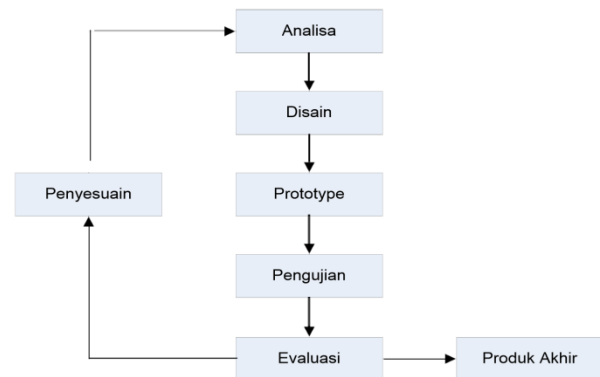 Analisa
Disain
Penyesuain
Prototype
Pengujian
Evaluasi
Produk Akhir